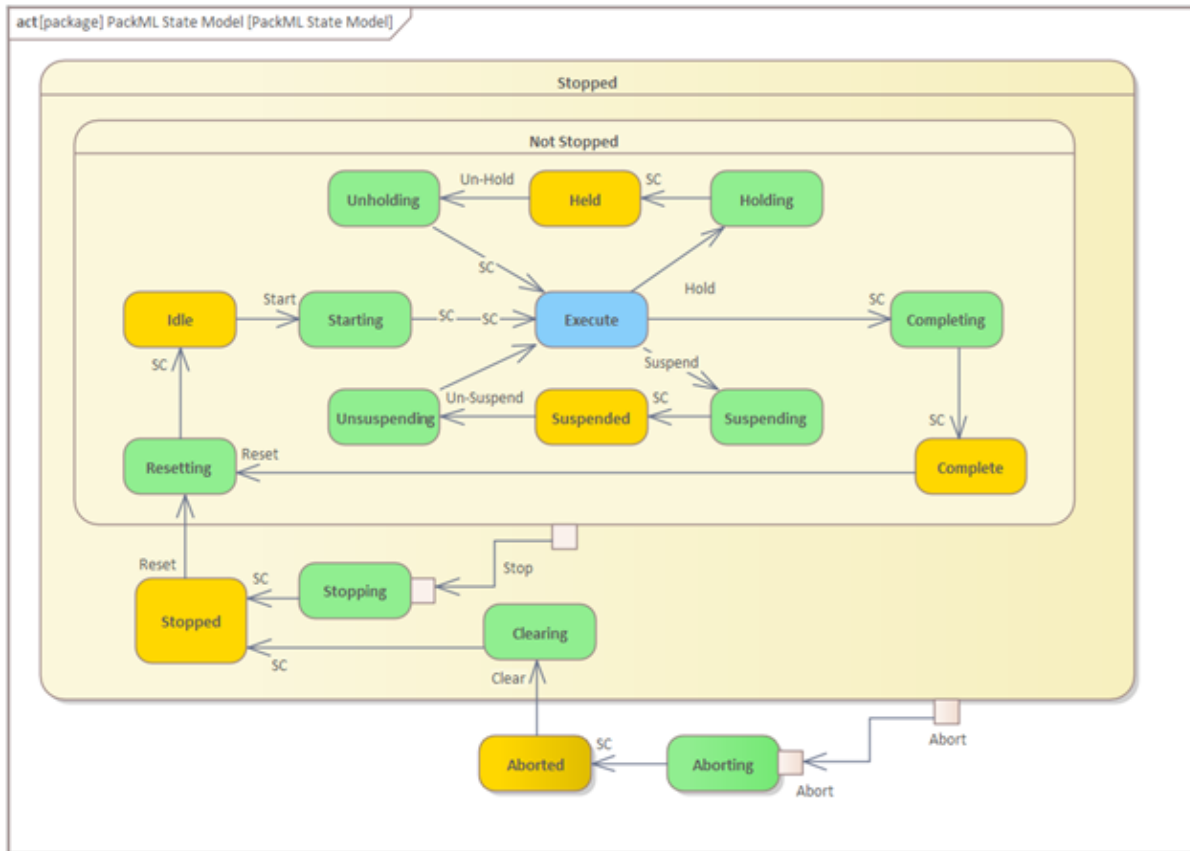 act [package] PackML State Model [PackML State Model]
Stopped
Not Stopped
Unholding
Un-Hold
Held
SC
Holding
SC
Hold
Idle
Start
Starting
SC
SC
Execute
SC
Completing
SC
Suspend
Unsuspending
Un-Suspend
Suspended
SC
Suspending
SC
Resetting
Reset
Complete
Reset
SC
Stopping
Stop
Stopped
Clearing
SC
Clear
Aborted
SC
Aborting
Abort
Abort